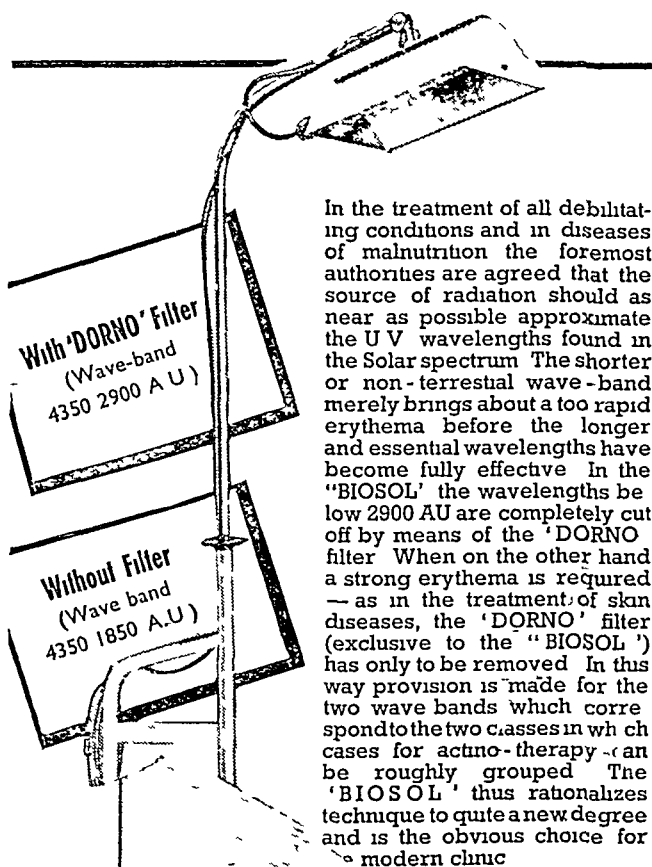 With 'DORNO' Filter
(Wave-band
4350 2900 A U)
Without Filter
(Wave band
4350 1850 A.U)
In the treatment of all debilitat-
ing conditions and in diseases
of malnutrition the foremost
authorities are agreed that the
source of radiation should as
near as possible approximate
the U V wavelengths found in
the Solar spectrum The shorter
or non-terrestial wave-band
merely brings about a too rapid
erythema before the longer
and essential wavelengths have
become fully effective In the
"BIOSOL' the wavelengths be
low 2900 AU are completely cut
off by means of the 'DORNO
filter When on the other hand
a strong erythema is required
— as in the treatment of skin
diseases, the 'DORNO' filter
(exclusive to the "BIOSOL')
has only to be removed In this
way provision is made for the
two wave bands which corre
spond to the two classes in wh ch
cases for actino-therapy can
be roughly grouped The
'BIOSOL' thus rationalizes
technique to quite a new degree
and is the obvious choice for
modern clinic